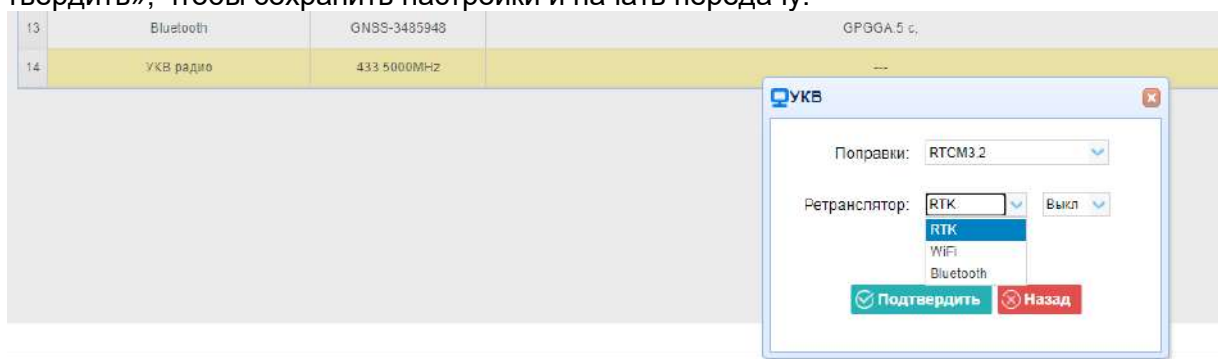 твердить», чтобы сохранить настройки и начать передачу.
13 Bluetooth GNSS-3485948 GPGGA.5 с.
14 УКВ радио 433 5000MHz ---
УКВ
Поправки: RTCM3.2
Ретранслятор: RTK Выкл
RTK
WiFi
Bluetooth
Подтвердить Назад